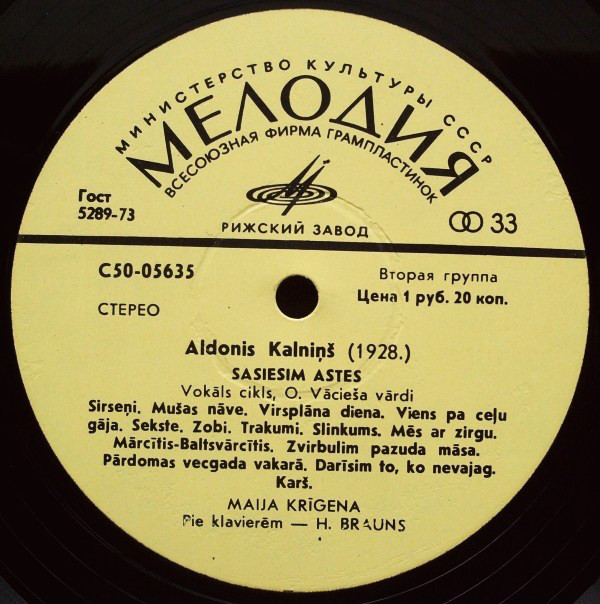 МИНИСТЕРСТВО КУЛЬТУРЫ СССР
МЕЛОДИЯ
ВСЕСОЮЗНАЯ ФИРМА ГРАМПЛАСТИНОК
Гост
5289-73
РИЖСКИЙ ЗАВОД
33
С50-05635
СТЕРЕО
Вторая группа
Цена 1 руб. 20 коп.
Aldonis Kalniņš (1928.)
SASIESIM ASTES
Vokāls cikls, O. Vācieša vārdi
Sirseņi. Mušas nāve. Virsplāna diena. Viens pa ceļu
gāja. Sekste. Zobi. Trakumi. Slinkums. Mēs ar zirgu.
Mārcītis-Baltsvārcītis. Zvirbulim pazuda māsa.
Pārdomas vecgada vakarā. Darīsim to, ko nevajag.
Karš.
MAIJA KRĪGENA
Pie klavierēm — H. BRAUNS